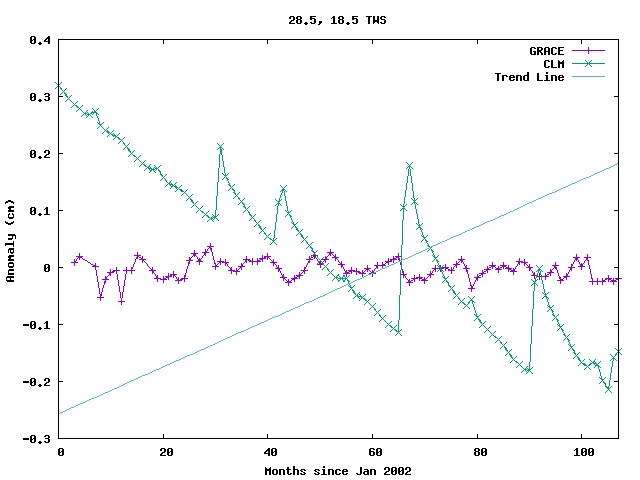 28.5, 18.5 TWS
GRACE
CLM
Trend Line
0.4
0.3
0.2
0.1
0
-0.1
-0.2
-0.3
Anomaly (cm)
0 20 40 60 80 100
Months since Jan 2002